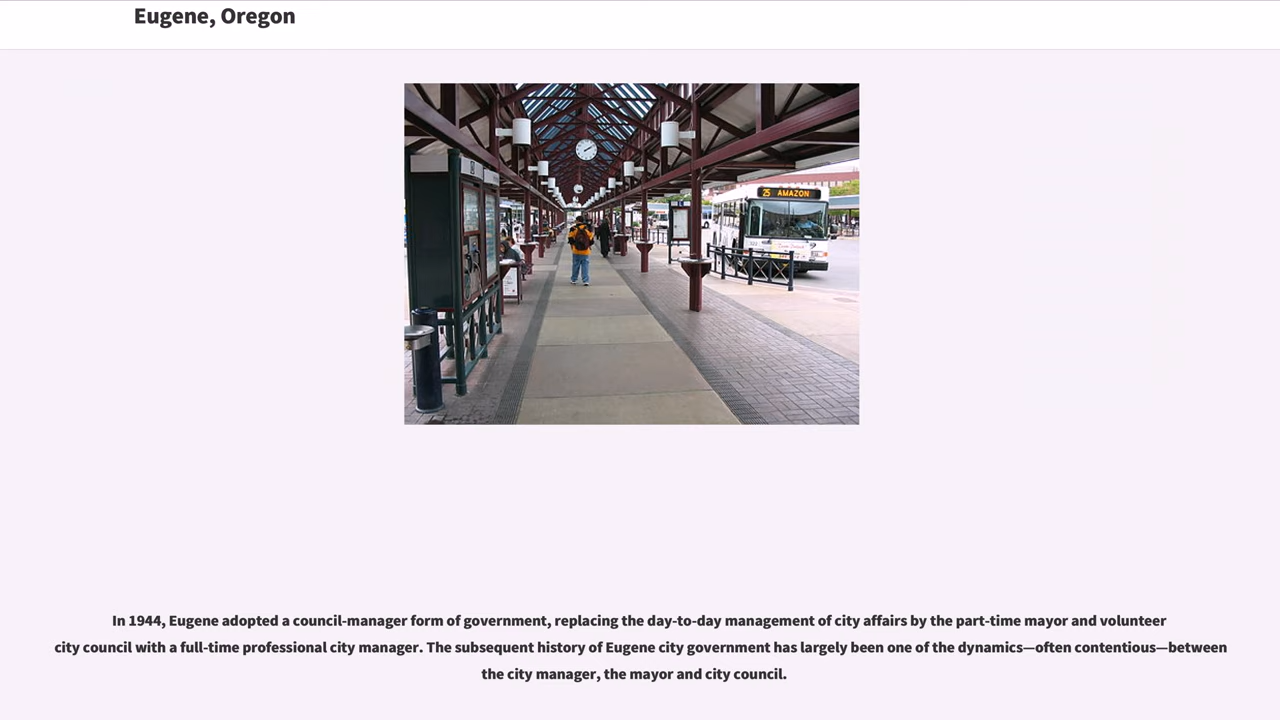 Eugene, Oregon
25 AMAZON
In 1944, Eugene adopted a council-manager form of government, replacing the day-to-day management of city affairs by the part-time mayor and volunteer
city council with a full-time professional city manager. The subsequent history of Eugene city government has largely been one of the dynamics—often contentious—between
the city manager, the mayor and city council.